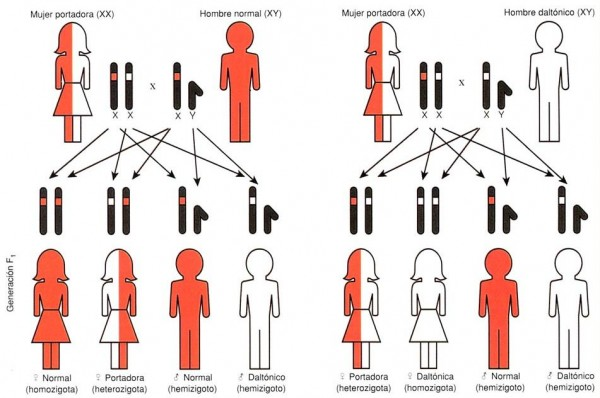 Mujer portadora (XX)
Hombre normal (XY)
X X
x
X Y
Generación F1
♀ Normal
(homozigota)
♀ Portadora
(heterozigota)
♂ Normal
(hemizigoto)
♂ Daltónico
(hemizigoto)
Mujer portadora (XX)
Hombre daltónico (XY)
X X
x
X Y
♀ Portadora
(heterozigota)
♀ Daltónica
(homozigota)
♂ Normal
(hemizigoto)
♂ Daltónico
(hemizigoto)